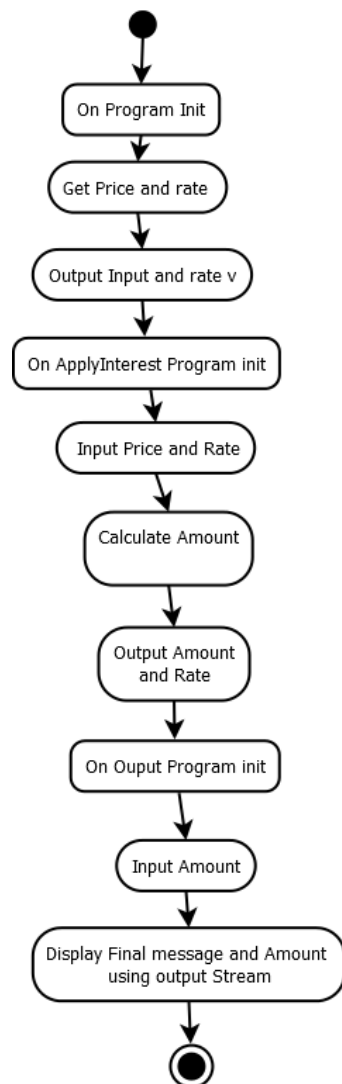 On Program Init
Get Price and rate
Output Input and rate v
On ApplyInterest Program init
Input Price and Rate
Calculate Amount
Output Amount
and Rate
On Ouput Program init
Input Amount
Display Final message and Amount
using output Stream